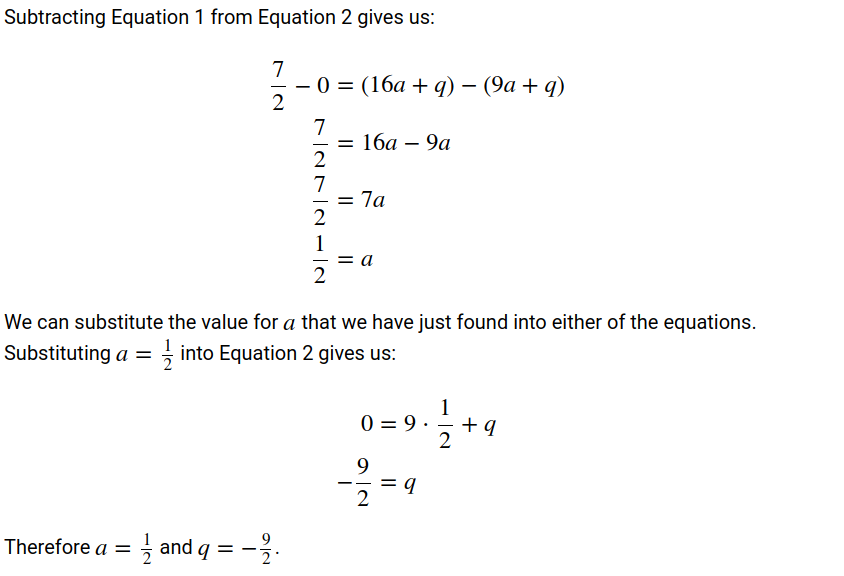 Subtracting Equation 1 from Equation 2 gives us:
7/2 − 0 = (16a + q) − (9a + q)
7/2 = 16a − 9a
7/2 = 7a
1/2 = a
We can substitute the value for a that we have just found into either of the equations.
Substituting a = 1/2 into Equation 2 gives us:
0 = 9 · 1/2 + q
−9/2 = q
Therefore a = 1/2 and q = −9/2.